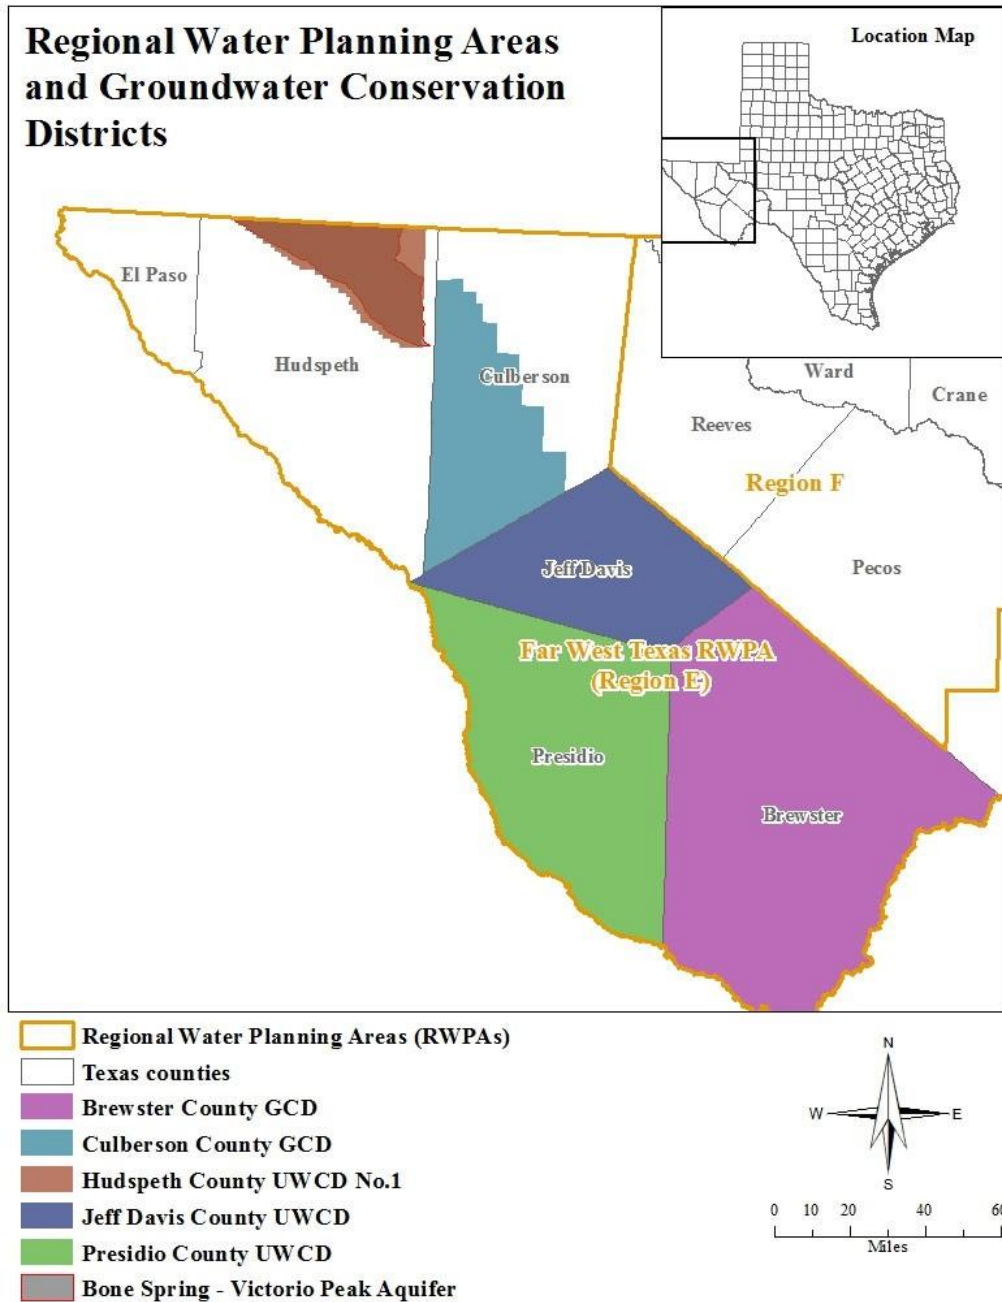 Regional Water Planning Areas
and Groundwater Conservation
Districts
Location Map
El Paso
Hudspeth
Culberson
Ward
Crane
Reeves
Region F
Jeff Davis
Pecos
Far West Texas RWPA
(Region E)
Presidio
Brewster
Regional Water Planning Areas (RWPAs)
Texas counties
Brewster County GCD
Culberson County GCD
Hudspeth County UWCD No.1
Jeff Davis County UWCD
Presidio County UWCD
Bone Spring - Victorio Peak Aquifer
N
W E
S
0 10 20 40 60
Miles